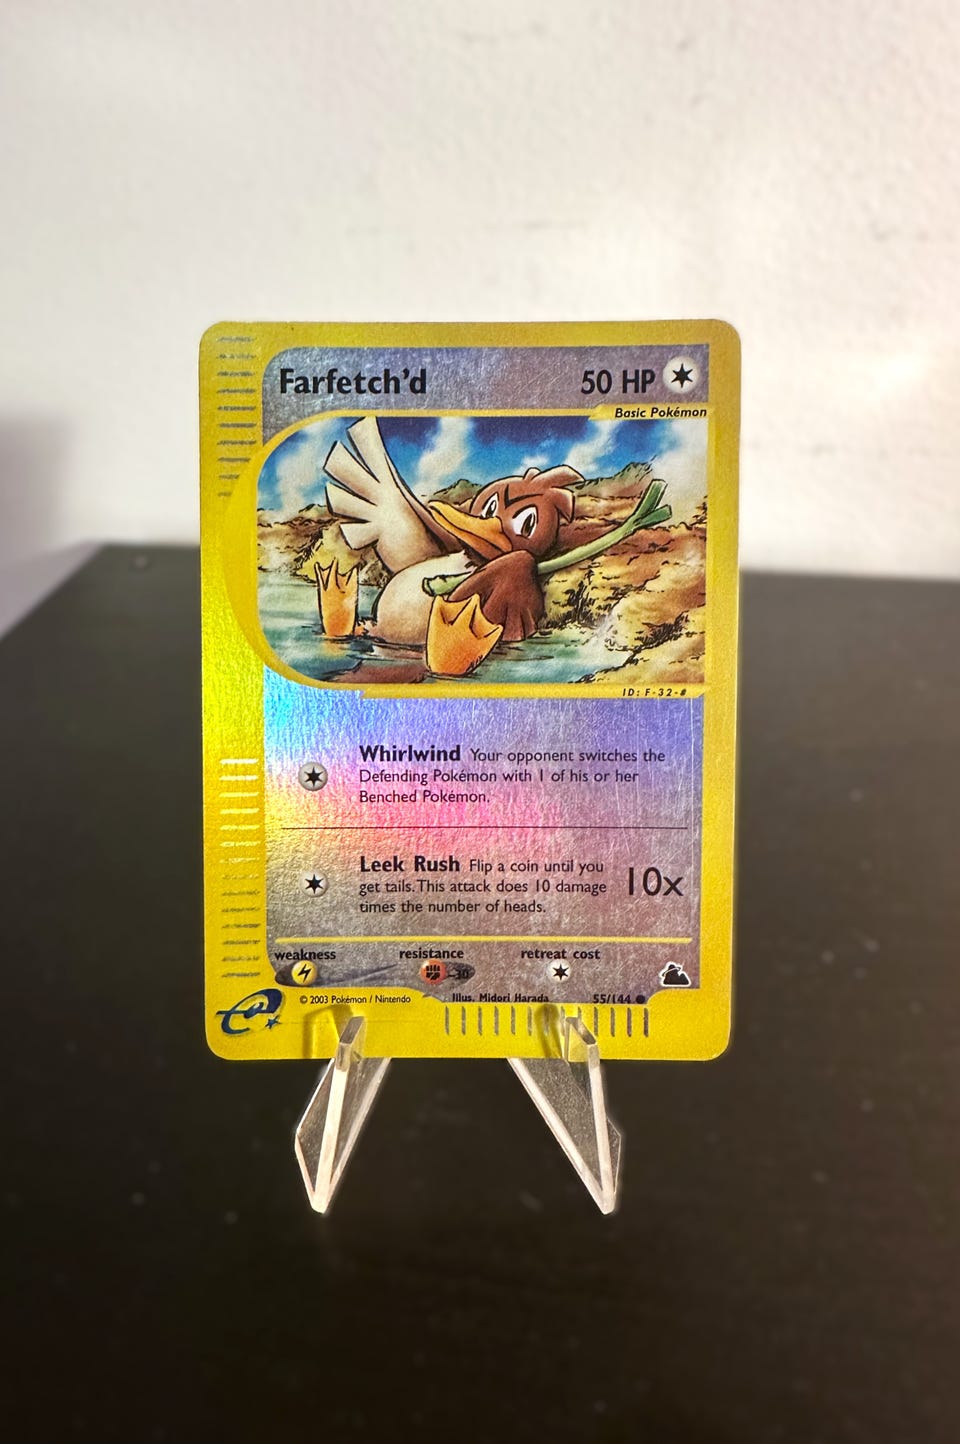 Farfetch'd 50 HP
Basic Pokémon
ID: F-32-#
Whirlwind Your opponent switches the
Defending Pokémon with 1 of his or her
Benched Pokémon.
Leek Rush Flip a coin until you
get tails. This attack does 10 damage
times the number of heads.
10x
weakness resistance retreat cost
-30
© 2003 Pokémon / Nintendo Illus. Midori Harada 55/144
e